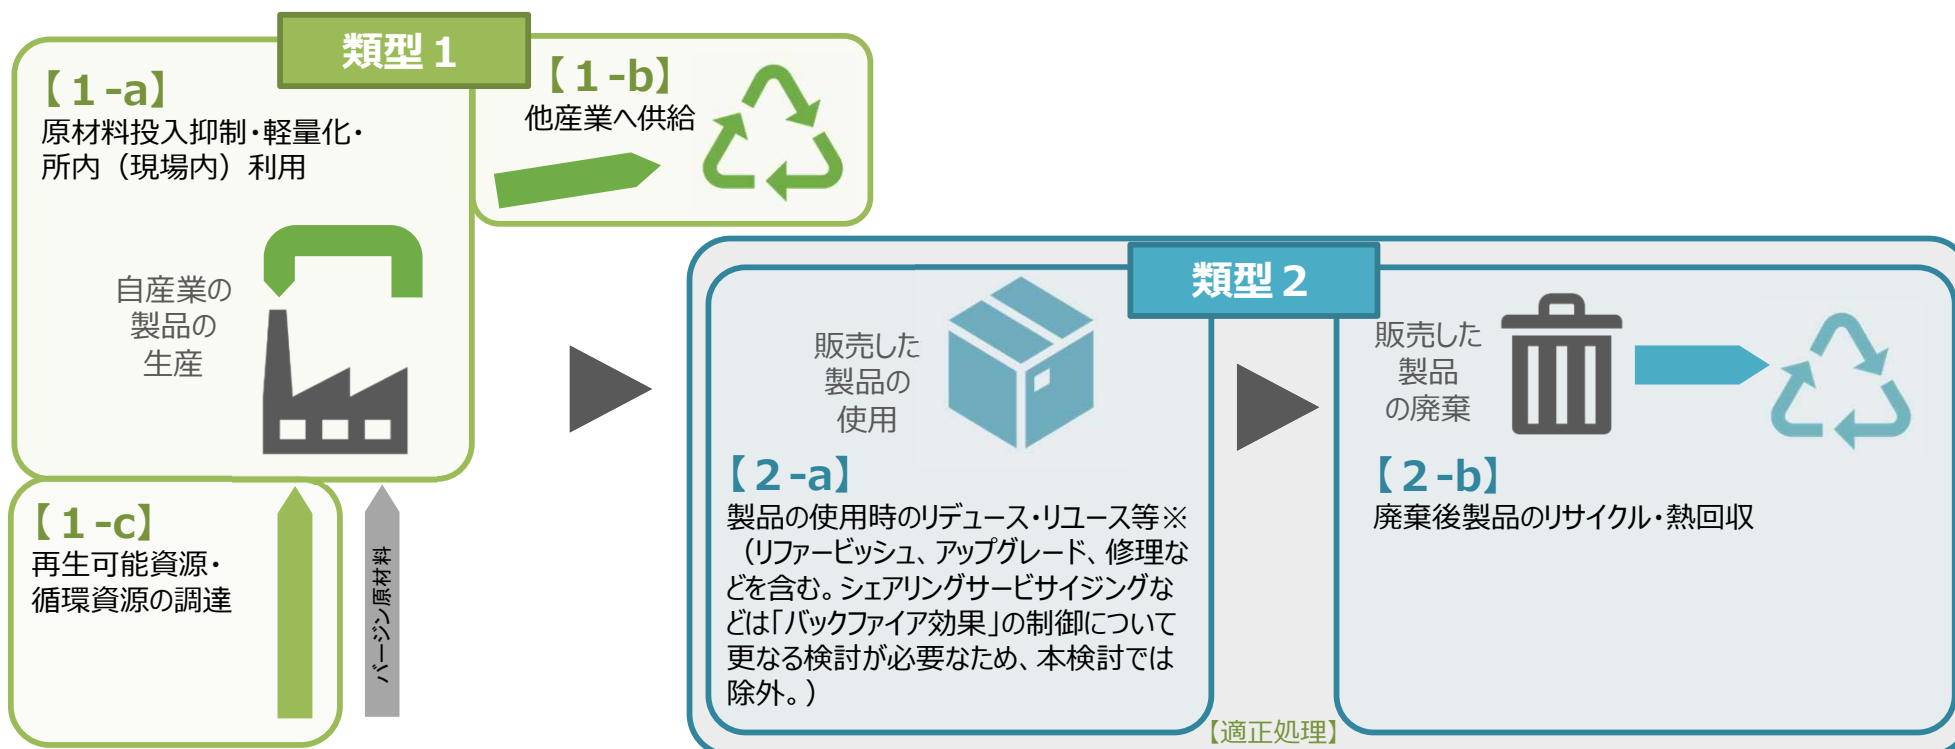 類型1
【1-a】
原材料投入抑制・軽量化・
所内（現場内）利用
自産業の
製品の
生産
【1-b】
他産業へ供給
【1-c】
再生可能資源・
循環資源の調達
バージン原材料
類型2
販売した
製品の
使用
【2-a】
製品の使用時のリデュース・リユース等※
（リファービッシュ、アップグレード、修理な
どを含む。シェアリングサービサイジングな
どは「バックファイア効果」の制御について
更なる検討が必要なため、本検討では
除外。）
販売した
製品
の廃棄
【2-b】
廃棄後製品のリサイクル・熱回収
【適正処理】